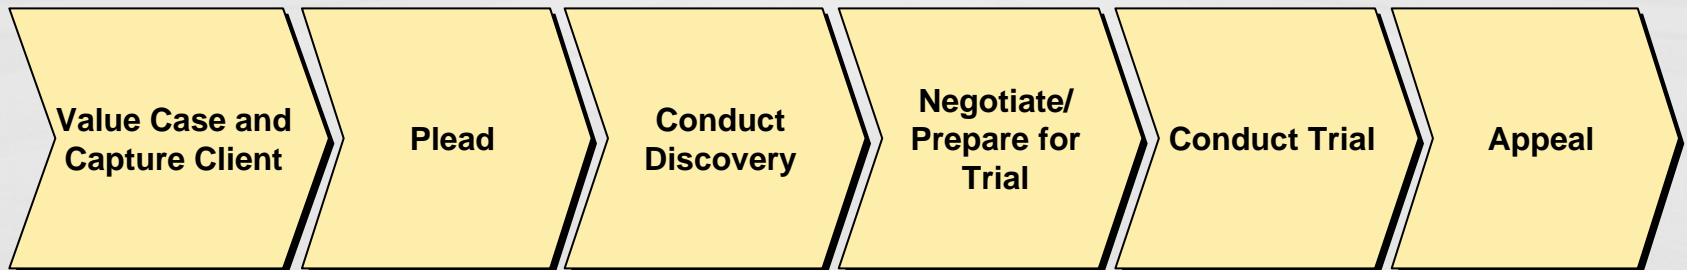 Value Case and
Capture Client
Plead
Conduct
Discovery
Negotiate/
Prepare for
Trial
Conduct Trial
Appeal